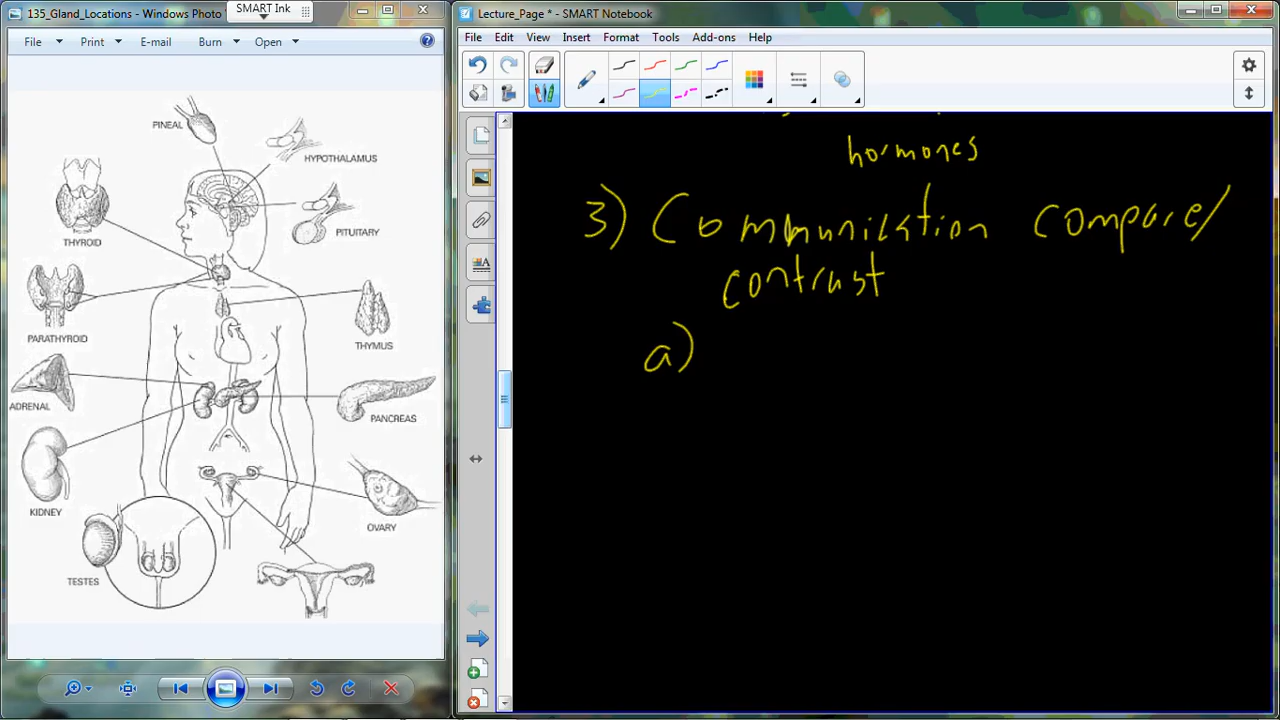 135_Gland_Locations - Windows Photo
SMART Ink
File Print E-mail Burn Open
PINEAL
HYPOTHALAMUS
PITUITARY
THYROID
PARATHYROID
THYMUS
ADRENAL
PANCREAS
KIDNEY
OVARY
TESTES
Lecture_Page * - SMART Notebook
File Edit View Insert Format Tools Add-ons Help
hormones
3) Communication compare/
contrast
a)